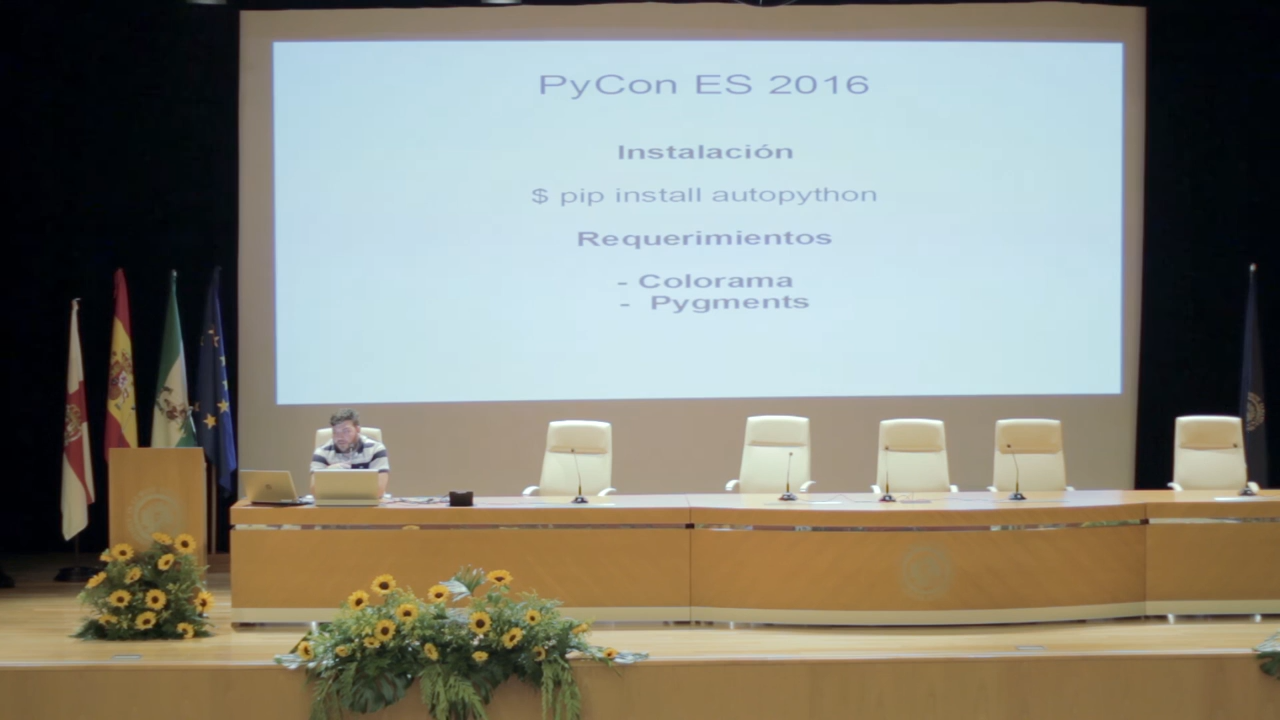 PyCon ES 2016
Instalación
$ pip install autopython
Requerimientos
- Colorama
- Pygments